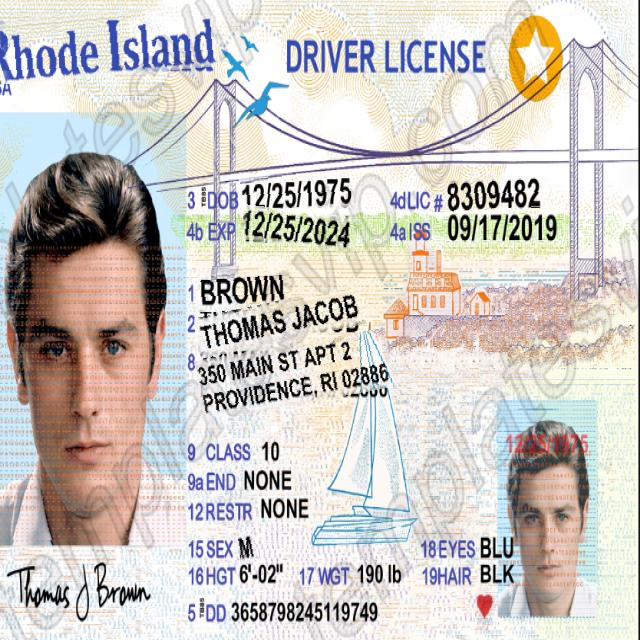 Rhode Island DRIVER LICENSE
SA
3 DOB 12/25/1975 4d LIC # 8309482
4b EXP 12/25/2024 4a ISS 09/17/2019
1 BROWN
2 THOMAS JACOB
8 350 MAIN ST APT 2
PROVIDENCE, RI 02886
12/25/1975
9 CLASS 10
9a END NONE
12 RESTR NONE
15 SEX M 18 EYES BLU
16 HGT 6'-02" 17 WGT 190 lb 19 HAIR BLK
Thomas J Brown
5 DD 3658798245119749